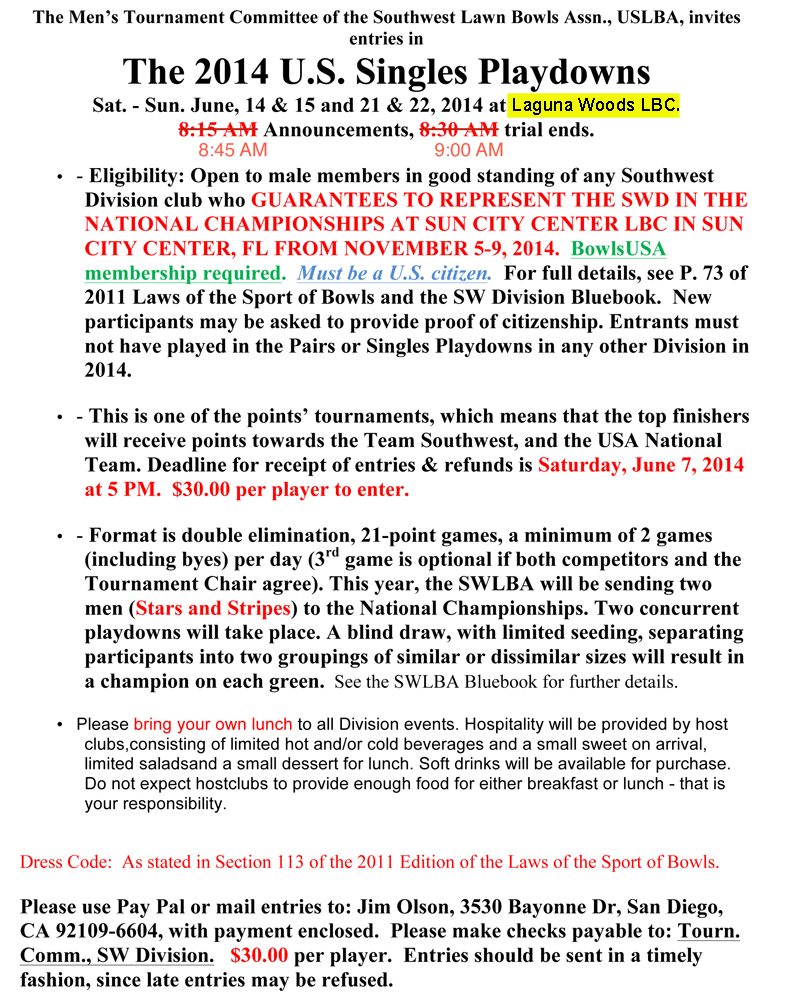 The Men's Tournament Committee of the Southwest Lawn Bowls Assn., USLBA, invites
entries in
The 2014 U.S. Singles Playdowns
Sat. - Sun. June, 14 & 15 and 21 & 22, 2014 at Laguna Woods LBC.
8:15 AM Announcements, 8:30 AM trial ends.
8:45 AM 9:00 AM
• - Eligibility: Open to male members in good standing of any Southwest
Division club who GUARANTEES TO REPRESENT THE SWD IN THE
NATIONAL CHAMPIONSHIPS AT SUN CITY CENTER LBC IN SUN
CITY CENTER, FL FROM NOVEMBER 5-9, 2014. BowlsUSA
membership required. Must be a U.S. citizen. For full details, see P. 73 of
2011 Laws of the Sport of Bowls and the SW Division Bluebook. New
participants may be asked to provide proof of citizenship. Entrants must
not have played in the Pairs or Singles Playdowns in any other Division in
2014.
• - This is one of the points' tournaments, which means that the top finishers
will receive points towards the Team Southwest, and the USA National
Team. Deadline for receipt of entries & refunds is Saturday, June 7, 2014
at 5 PM. $30.00 per player to enter.
• - Format is double elimination, 21-point games, a minimum of 2 games
(including byes) per day (3rd game is optional if both competitors and the
Tournament Chair agree). This year, the SWLBA will be sending two
men (Stars and Stripes) to the National Championships. Two concurrent
playdowns will take place. A blind draw, with limited seeding, separating
participants into two groupings of similar or dissimilar sizes will result in
a champion on each green. See the SWLBA Bluebook for further details.
• Please bring your own lunch to all Division events. Hospitality will be provided by host
clubs,consisting of limited hot and/or cold beverages and a small sweet on arrival,
limited saladsand a small dessert for lunch. Soft drinks will be available for purchase.
Do not expect hostclubs to provide enough food for either breakfast or lunch - that is
your responsibility.
Dress Code: As stated in Section 113 of the 2011 Edition of the Laws of the Sport of Bowls.
Please use Pay Pal or mail entries to: Jim Olson, 3530 Bayonne Dr, San Diego,
CA 92109-6604, with payment enclosed. Please make checks payable to: Tourn.
Comm., SW Division. $30.00 per player. Entries should be sent in a timely
fashion, since late entries may be refused.